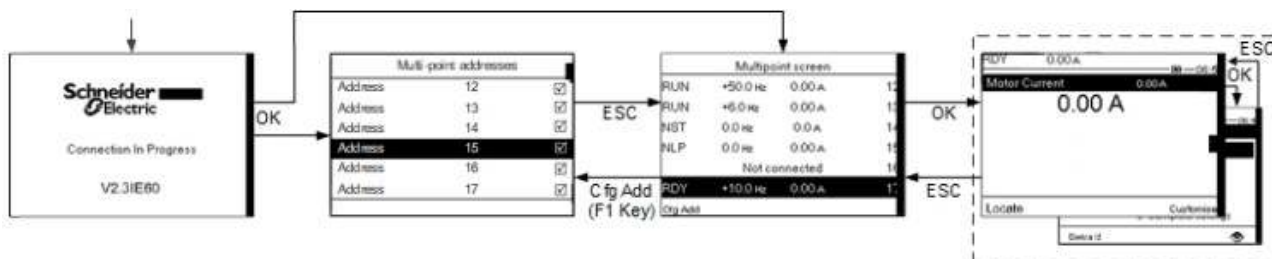 Schneider
Electric
Connection In Progress
V2.3IE60
OK
Multi-point addresses
Address 12
Address 13
Address 14
Address 15
Address 16
Address 17
ESC
Cfg Add
(F1 Key)
Multipoint screen
RUN +50.0 Hz 0.00 A 12
RUN +6.0 Hz 0.00 A 13
NST 0.0 Hz 0.0 A 14
NLP 0.0 Hz 0.00 A 15
Not connected 16
RDY +10.0 Hz 0.00 A 17
Cfg Add
OK
ESC
RDY 0.00 A
Motor Current 0.00A
0.00 A
Locate Customise
ESC
OK